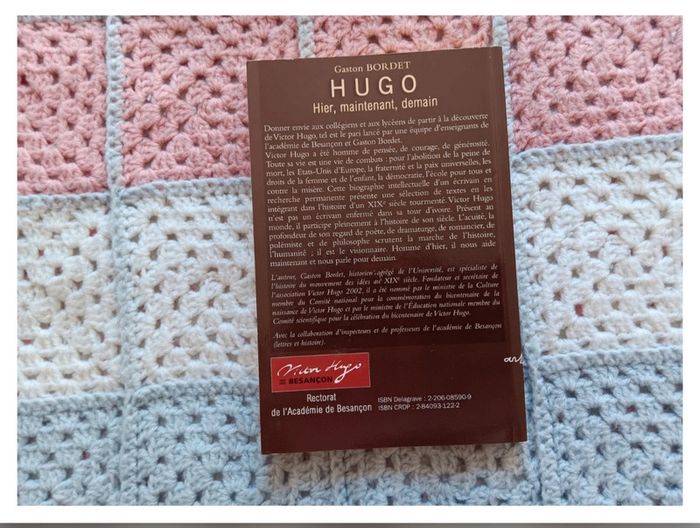 Gaston BORDET
HUGO
Hier, maintenant, demain
Donner envie aux collégiens et aux lycéens de partir à la découverte
de Victor Hugo, tel est le pari lancé par une équipe d'enseignants de
l'académie de Besançon et Gaston Bordet.
Victor Hugo a été homme de pensée, de courage, de générosité.
Toute sa vie est une vie de combats : pour l'abolition de la peine de
mort, les Etats-Unis d'Europe, la fraternité et la paix universelles, les
droits de la femme et de l'enfant, la démocratie, l'école pour tous et
contre la misère. Cette biographie intellectuelle d'un écrivain en
recherche permanente présente une sélection de textes en les
intégrant dans l'histoire d'un XIXe siècle tourmenté. Victor Hugo
n'est pas un écrivain enfermé dans sa tour d'ivoire. Présent au
monde, il participe pleinement à l'histoire de son siècle. L'acuité, la
profondeur de son regard de poète, de dramaturge, de romancier, de
polémiste et de philosophe scrutent la marche de l'histoire,
l'humanité ; il est le visionnaire. Homme d'hier, il nous aide
maintenant et nous parle pour demain.
L'auteur, Gaston Bordet, historien agrégé de l'Université, est spécialiste de
l'histoire du mouvement des idées au XIXe siècle. Fondateur et secrétaire de
l'association Victor Hugo 2002, il a été nommé par le ministre de la Culture
membre du Comité national pour la commémoration du bicentenaire de la
naissance de Victor Hugo et par le ministre de l'Éducation nationale membre du
Comité scientifique pour la célébration du bicentenaire de Victor Hugo.
Avec la collaboration d'inspecteurs et de professeurs de l'académie de Besançon
(lettres et histoire).
Victor Hugo
BESANÇON
Rectorat
de l'Académie de Besançon
ISBN Delagrave : 2-206-08590-9
ISBN CRDP : 2-84093-122-2